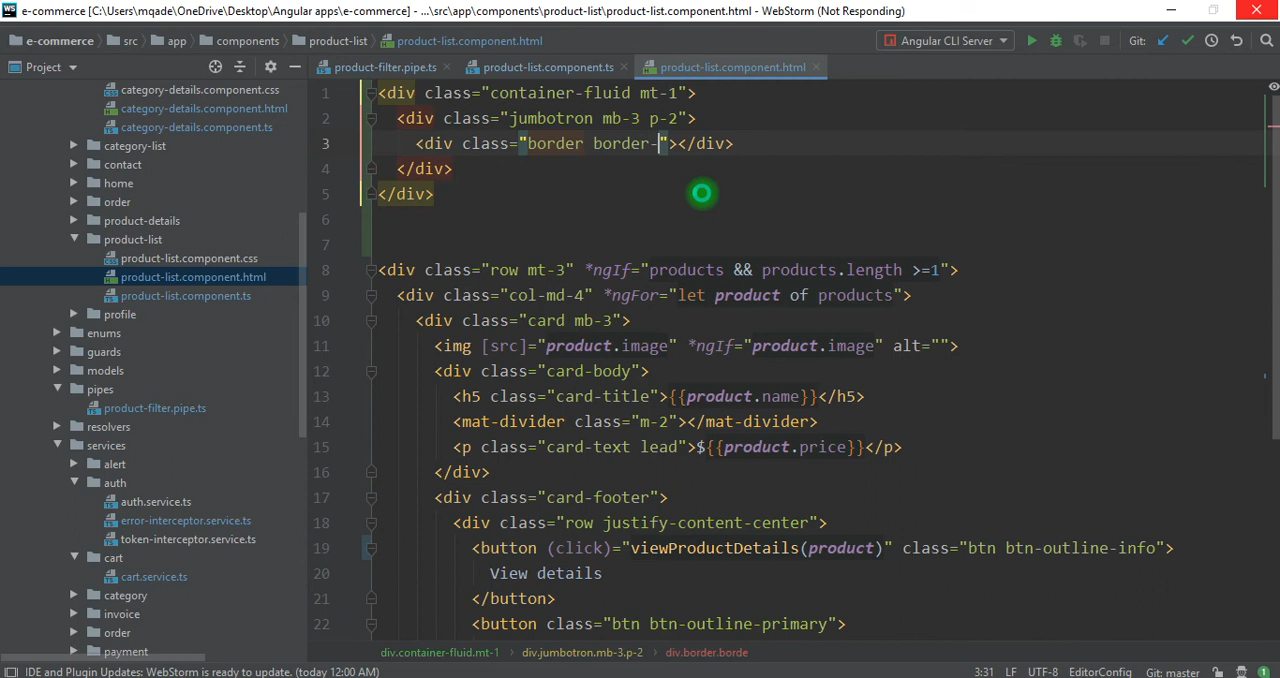 WS e-commerce [C:\Users\mqade\OneDrive\Desktop\Angular apps\e-commerce] - ...\src\app\components\product-list\product-list.component.html - WebStorm (Not Responding)
e-commerce src app components product-list product-list.component.html Angular CLI Server Git:
Project product-filter.pipe.ts product-list.component.ts product-list.component.html
category-details.component.css
category-details.component.html
category-details.component.ts
category-list
contact
home
order
product-details
product-list
product-list.component.css
product-list.component.html
product-list.component.ts
profile
enums
guards
models
pipes
product-filter.pipe.ts
resolvers
services
alert
auth
auth.service.ts
error-interceptor.service.ts
token-interceptor.service.ts
cart
cart.service.ts
category
invoice
order
payment
1 <div class="container-fluid mt-1">
2 <div class="jumbotron mb-3 p-2">
3 <div class="border border-"></div>
4 </div>
5 </div>
6
7
8 <div class="row mt-3" *ngIf="products && products.length >=1">
9 <div class="col-md-4" *ngFor="let product of products">
10 <div class="card mb-3">
11 <img [src]="product.image" *ngIf="product.image" alt="">
12 <div class="card-body">
13 <h5 class="card-title">{{product.name}}</h5>
14 <mat-divider class="m-2"></mat-divider>
15 <p class="card-text lead">${{product.price}}</p>
16 </div>
17 <div class="card-footer">
18 <div class="row justify-content-center">
19 <button (click)="viewProductDetails(product)" class="btn btn-outline-info">
20 View details
21 </button>
22 <button class="btn btn-outline-primary">
div.container-fluid.mt-1 div.jumbotron.mb-3.p-2 div.border.borde
IDE and Plugin Updates: WebStorm is ready to update. (today 12:00 AM) 3:31 LF UTF-8 EditorConfig Git: master 1